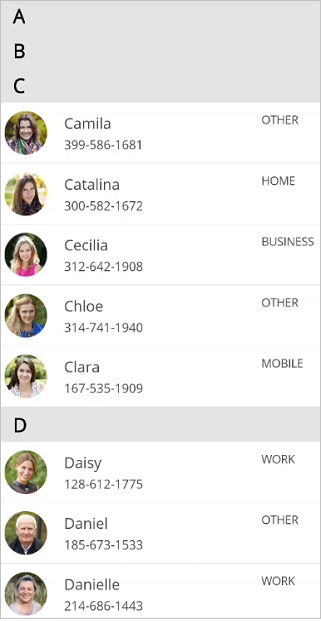 A
B
C
Camila
OTHER
399-586-1681
Catalina
HOME
300-582-1672
Cecilia
BUSINESS
312-642-1908
Chloe
OTHER
314-741-1940
Clara
MOBILE
167-535-1909
D
Daisy
WORK
128-612-1775
Daniel
OTHER
185-673-1533
Danielle
WORK
214-686-1443